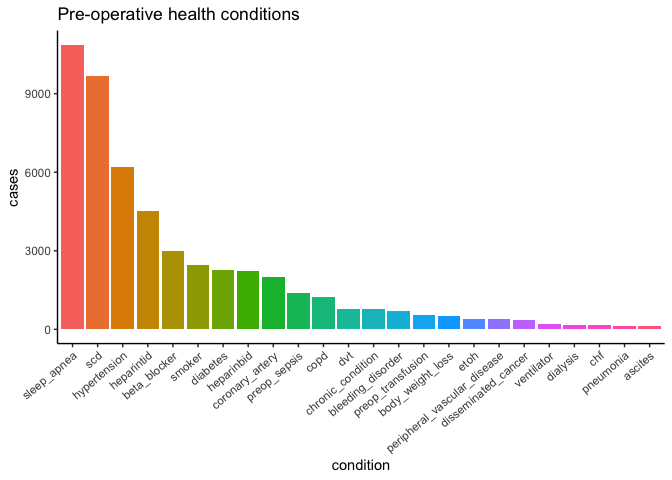 Pre-operative health conditions
cases
9000
6000
3000
0
sleep_apnea
scd
hypertension
heparintid
beta_blocker
smoker
diabetes
heparinbid
coronary_artery
preop_sepsis
copd
dvt
chronic_condition
bleeding_disorder
preop_transfusion
body_weight_loss
etoh
peripheral_vascular_disease
disseminated_cancer
ventilator
dialysis
chf
pneumonia
ascites
condition